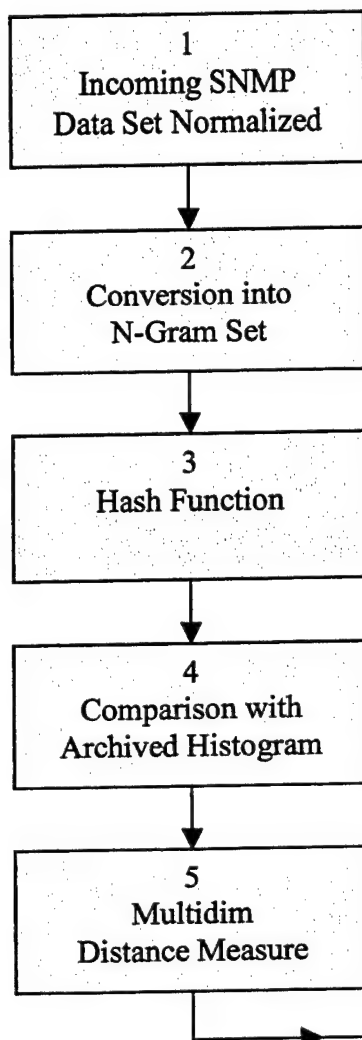 1
Incoming SNMP
Data Set Normalized
2
Conversion into
N-Gram Set
3
Hash Function
4
Comparison with
Archived Histogram
5
Multidim
Distance Measure